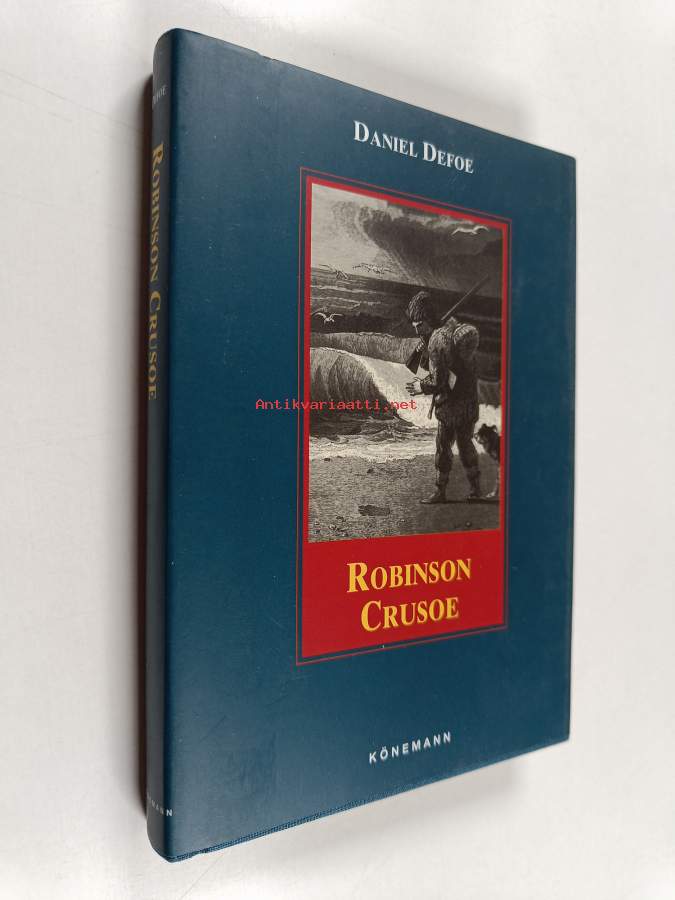 DANIEL DEFOE
Antikvariaatti.net
ROBINSON
CRUSOE
KÖNEMANN
ROBINSON CRUSOE